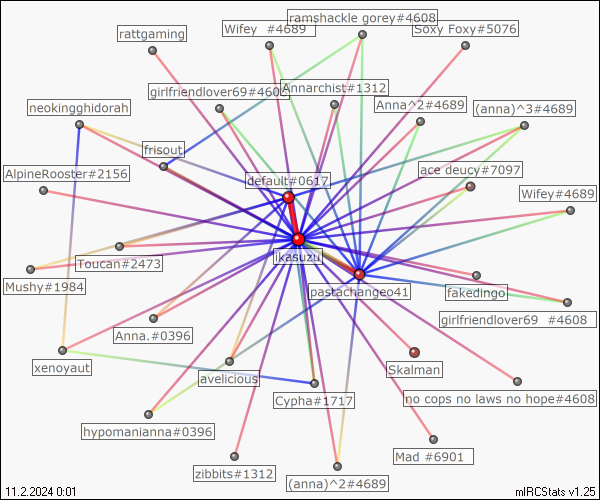 ramshackle gorey#4608
Wifey  #4689
Soxy Foxy#5076
rattgaming
girlfriendlover69#4608
Annarchist#1312
Anna^2#4689
(anna)^3#4689
neokingghidorah
frisout
ace deucy#7097
AlpineRooster#2156
default#0617
Wifey#4689
ikasuzu
Toucan#2473
Mushy#1984
pastachangeo41
fakedingo
girlfriendlover69  #4608
Anna.#0396
xenoyaut
Skalman
avelicious
Cypha#1717
no cops no laws no hope#4608
hypomanianna#0396
Mad #6901
zibbits#1312
(anna)^2#4689
11.2.2024 0:01
mIRCStats v1.25